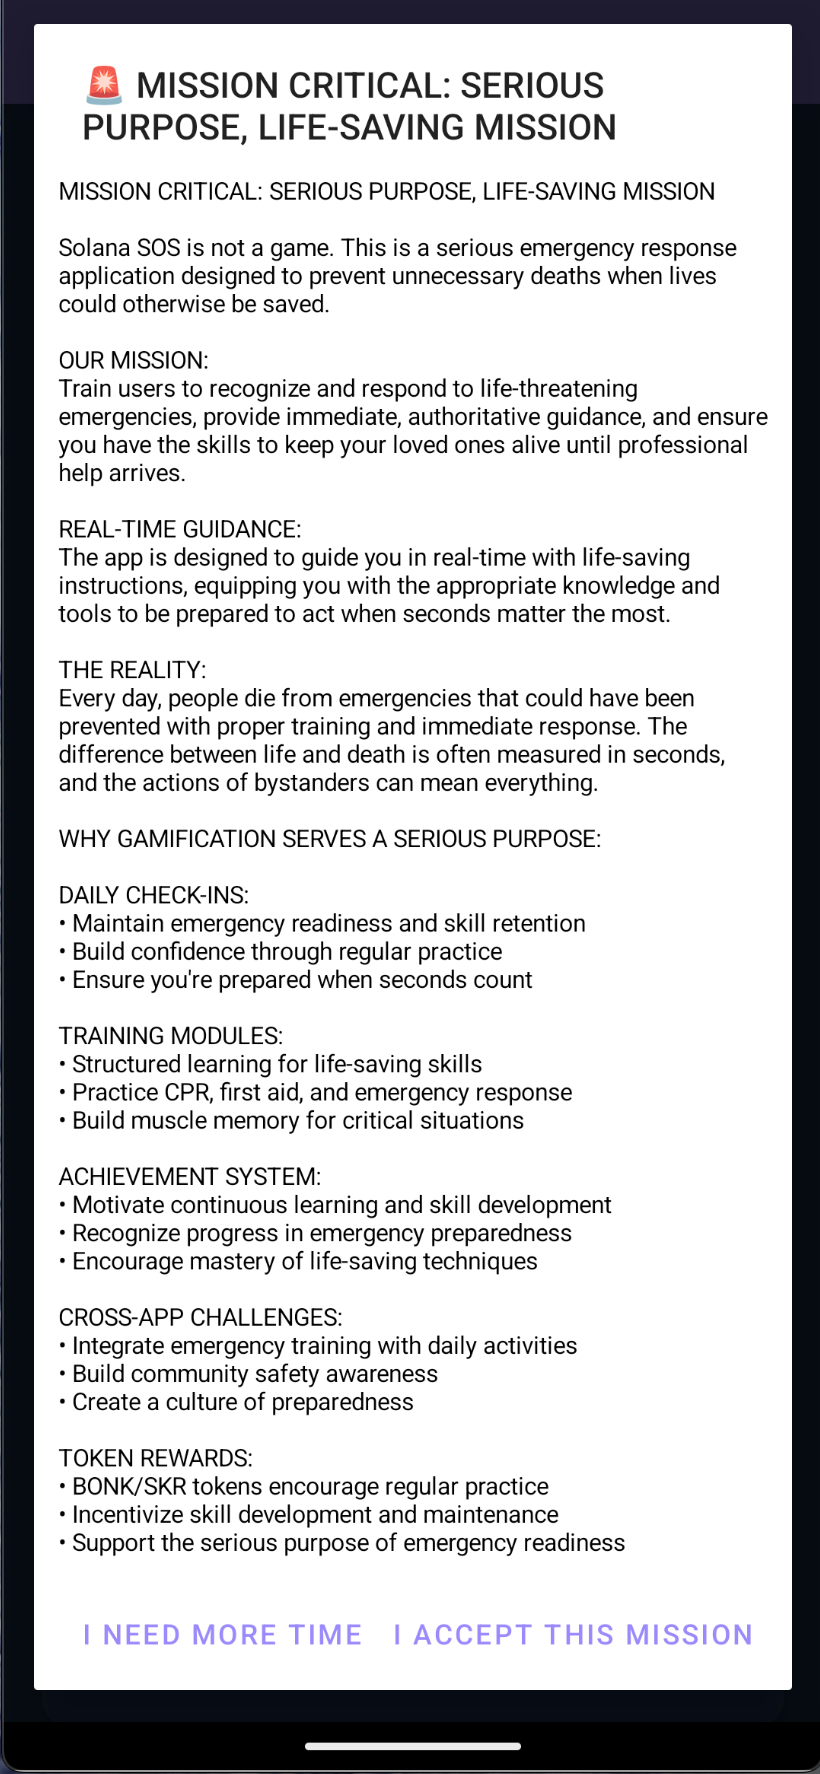 🚨 MISSION CRITICAL: SERIOUS
PURPOSE, LIFE-SAVING MISSION
MISSION CRITICAL: SERIOUS PURPOSE, LIFE-SAVING MISSION
Solana SOS is not a game. This is a serious emergency response
application designed to prevent unnecessary deaths when lives
could otherwise be saved.
OUR MISSION:
Train users to recognize and respond to life-threatening
emergencies, provide immediate, authoritative guidance, and ensure
you have the skills to keep your loved ones alive until professional
help arrives.
REAL-TIME GUIDANCE:
The app is designed to guide you in real-time with life-saving
instructions, equipping you with the appropriate knowledge and
tools to be prepared to act when seconds matter the most.
THE REALITY:
Every day, people die from emergencies that could have been
prevented with proper training and immediate response. The
difference between life and death is often measured in seconds,
and the actions of bystanders can mean everything.
WHY GAMIFICATION SERVES A SERIOUS PURPOSE:
DAILY CHECK-INS:
• Maintain emergency readiness and skill retention
• Build confidence through regular practice
• Ensure you're prepared when seconds count
TRAINING MODULES:
• Structured learning for life-saving skills
• Practice CPR, first aid, and emergency response
• Build muscle memory for critical situations
ACHIEVEMENT SYSTEM:
• Motivate continuous learning and skill development
• Recognize progress in emergency preparedness
• Encourage mastery of life-saving techniques
CROSS-APP CHALLENGES:
• Integrate emergency training with daily activities
• Build community safety awareness
• Create a culture of preparedness
TOKEN REWARDS:
• BONK/SKR tokens encourage regular practice
• Incentivize skill development and maintenance
• Support the serious purpose of emergency readiness
I NEED MORE TIME I ACCEPT THIS MISSION